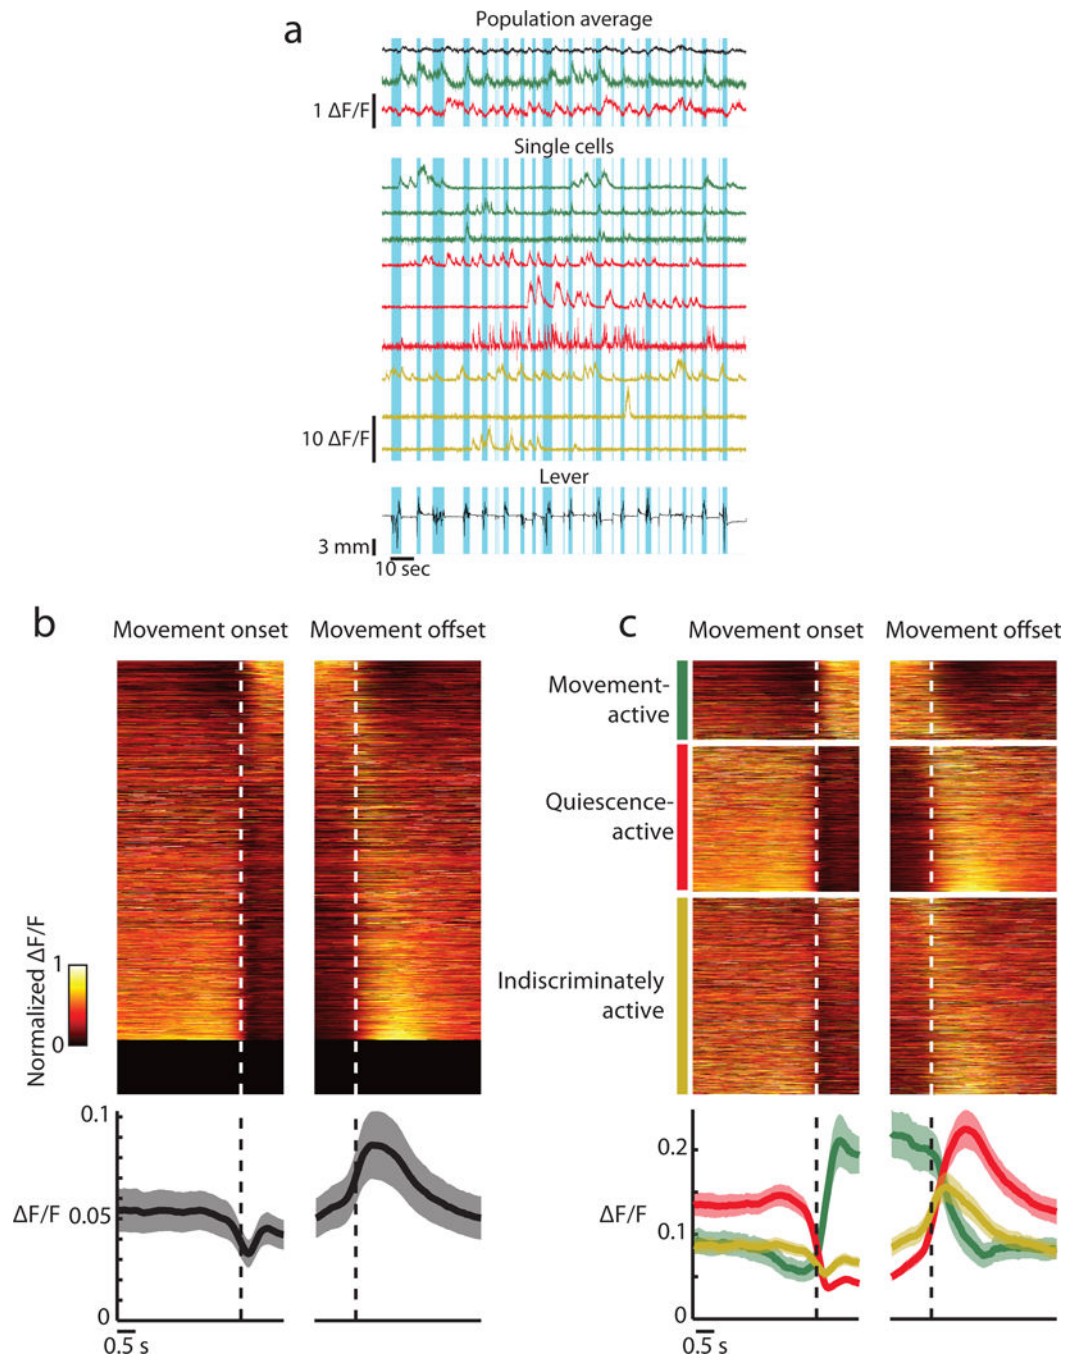 a
Population average
1 ΔF/F
Single cells
10 ΔF/F
Lever
3 mm
10 sec
b
Movement onset
Movement offset
Normalized ΔF/F
1
0
0.1
0.05
0
ΔF/F
0.5 s
c
Movement onset
Movement offset
Movement-
active
Quiescence-
active
Indiscriminately
active
0.2
0.1
0
ΔF/F
0.5 s